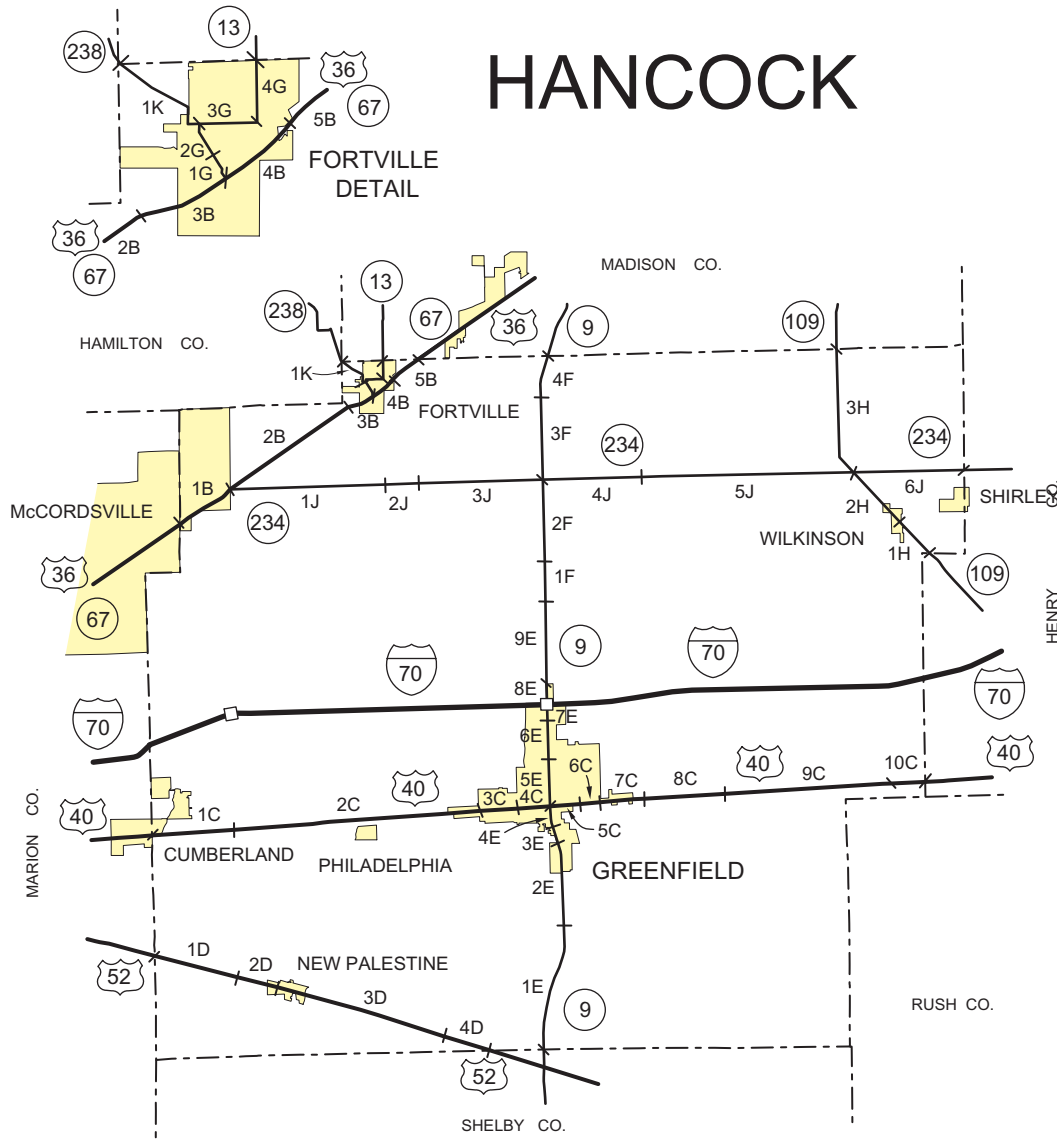 HANCOCK
238
13
36
67
1K
3G
4G
5B
2G
1G
4B
3B
2B
36
67
FORTVILLE
DETAIL
MADISON CO.
HAMILTON CO.
238
13
67
36
9
109
1K
5B
4B
3B
FORTVILLE
4F
3H
2B
3F
234
234
1B
1J
2J
3J
4J
5J
6J
McCORDSVILLE
234
2F
2H
SHIRLEY
HENRY CO.
WILKINSON
1H
109
36
67
1F
9E
9
70
70
70
70
8E
7E
6E
5E
6C
40
40
40
40
1C
2C
3C
4C
7C
8C
9C
10C
4E
5C
3E
2E
CUMBERLAND
PHILADELPHIA
GREENFIELD
MARION CO.
52
1D
2D
NEW PALESTINE
3D
4D
1E
9
52
RUSH CO.
SHELBY CO.